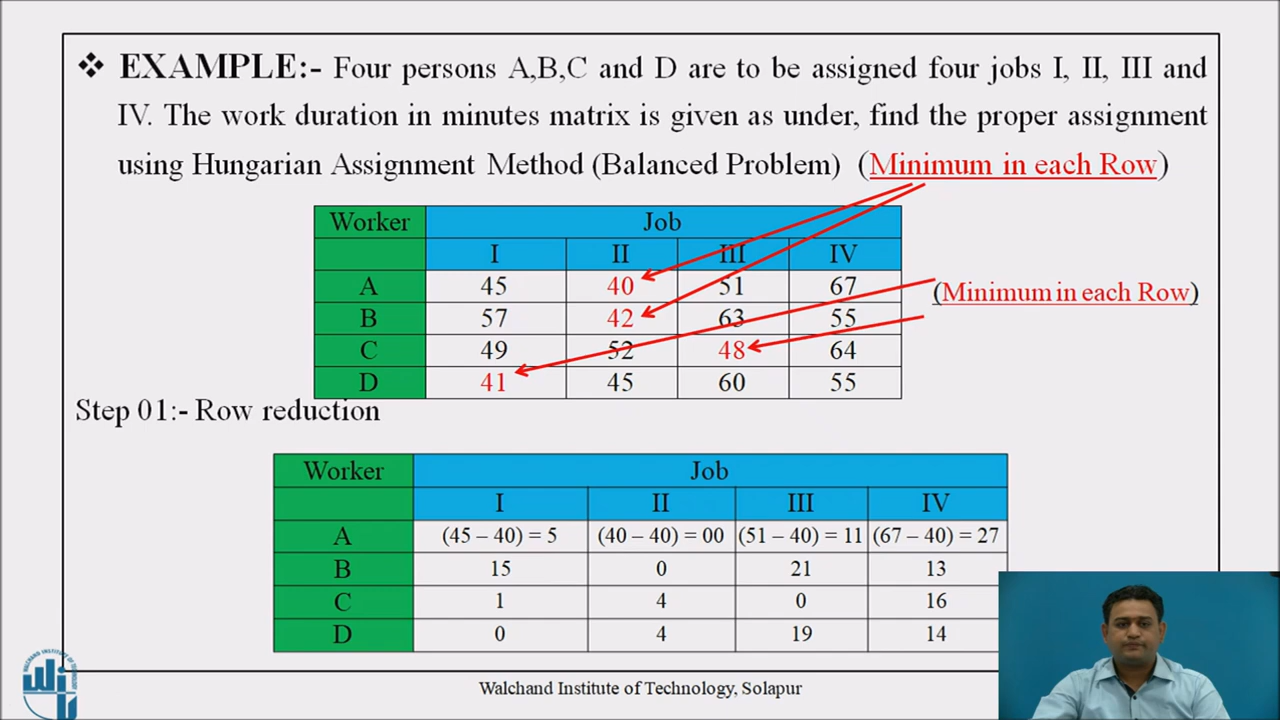 ❖ EXAMPLE:- Four persons A,B,C and D are to be assigned four jobs I, II, III and
IV. The work duration in minutes matrix is given as under, find the proper assignment
using Hungarian Assignment Method (Balanced Problem) (Minimum in each Row)
Worker Job
I II III IV
A 45 40 51 67
B 57 42 63 55
C 49 52 48 64
D 41 45 60 55
(Minimum in each Row)
Step 01:- Row reduction
Worker Job
I II III IV
A (45 – 40) = 5 (40 – 40) = 00 (51 – 40) = 11 (67 – 40) = 27
B 15 0 21 13
C 1 4 0 16
D 0 4 19 14
Walchand Institute of Technology, Solapur